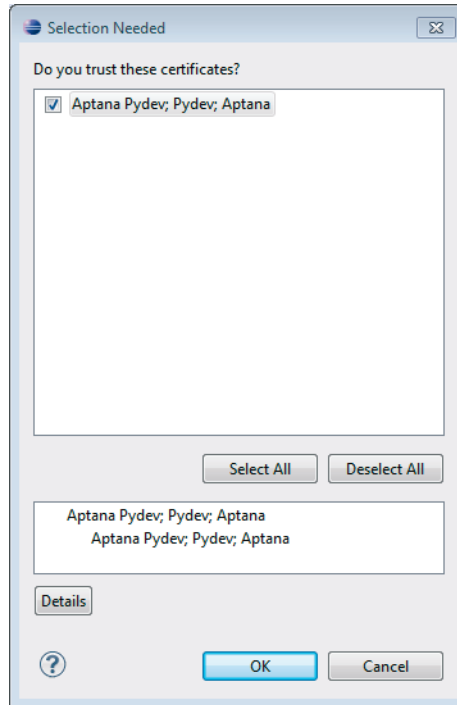 Selection Needed
Do you trust these certificates?
Aptana Pydev; Pydev; Aptana
Select All Deselect All
Aptana Pydev; Pydev; Aptana
Aptana Pydev; Pydev; Aptana
Details
? OK Cancel